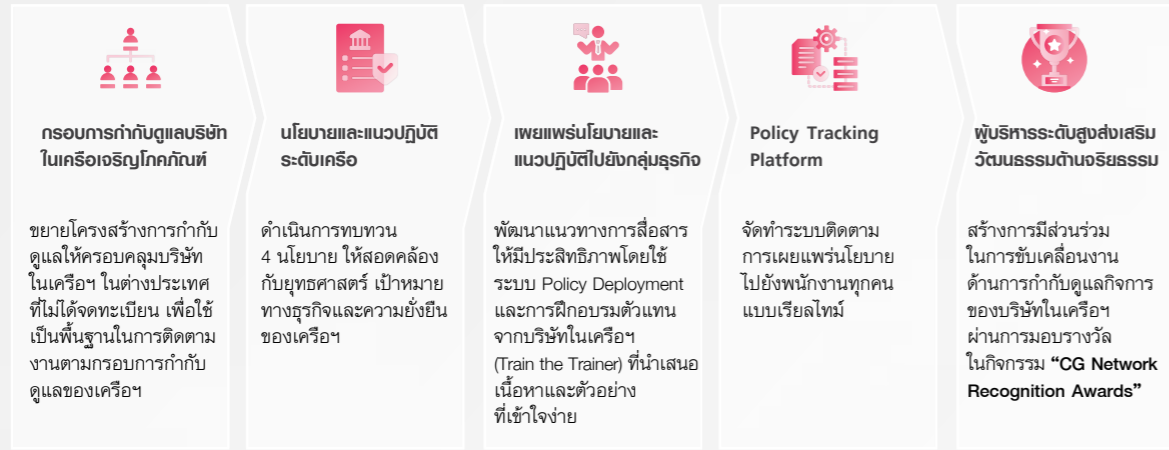 กรอบการกำกับดูแลบริษัท
ในเครือเจริญโภคภัณฑ์
ขยายโครงสร้างการกำกับ
ดูแลให้ครอบคลุมบริษัท
ในเครือฯ ในต่างประเทศ
ที่ไม่ได้จดทะเบียน เพื่อใช้
เป็นพื้นฐานในการติดตาม
งานตามกรอบการกำกับ
ดูแลของเครือฯ
นโยบายและแนวปฏิบัติ
ระดับเครือ
ดำเนินการทบทวน
4 นโยบาย ให้สอดคล้อง
กับยุทธศาสตร์ เป้าหมาย
ทางธุรกิจและความยั่งยืน
ของเครือฯ
เผยแพร่นโยบายและ
แนวปฏิบัติไปยังกลุ่มธุรกิจ
พัฒนาแนวทางการสื่อสาร
ให้มีประสิทธิภาพโดยใช้
ระบบ Policy Deployment
และการฝึกอบรมตัวแทน
จากบริษัทในเครือฯ
(Train the Trainer) ที่นำเสนอ
เนื้อหาและตัวอย่าง
ที่เข้าใจง่าย
Policy Tracking
Platform
จัดทำระบบติดตาม
การเผยแพร่นโยบาย
ไปยังพนักงานทุกคน
แบบเรียลไทม์
ผู้บริหารระดับสูงส่งเสริม
วัฒนธรรมด้านจริยธรรม
สร้างการมีส่วนร่วม
ในการขับเคลื่อนงาน
ด้านการกำกับดูแลกิจการ
ของบริษัทในเครือฯ
ผ่านการมอบรางวัล
ในกิจกรรม “CG Network
Recognition Awards”